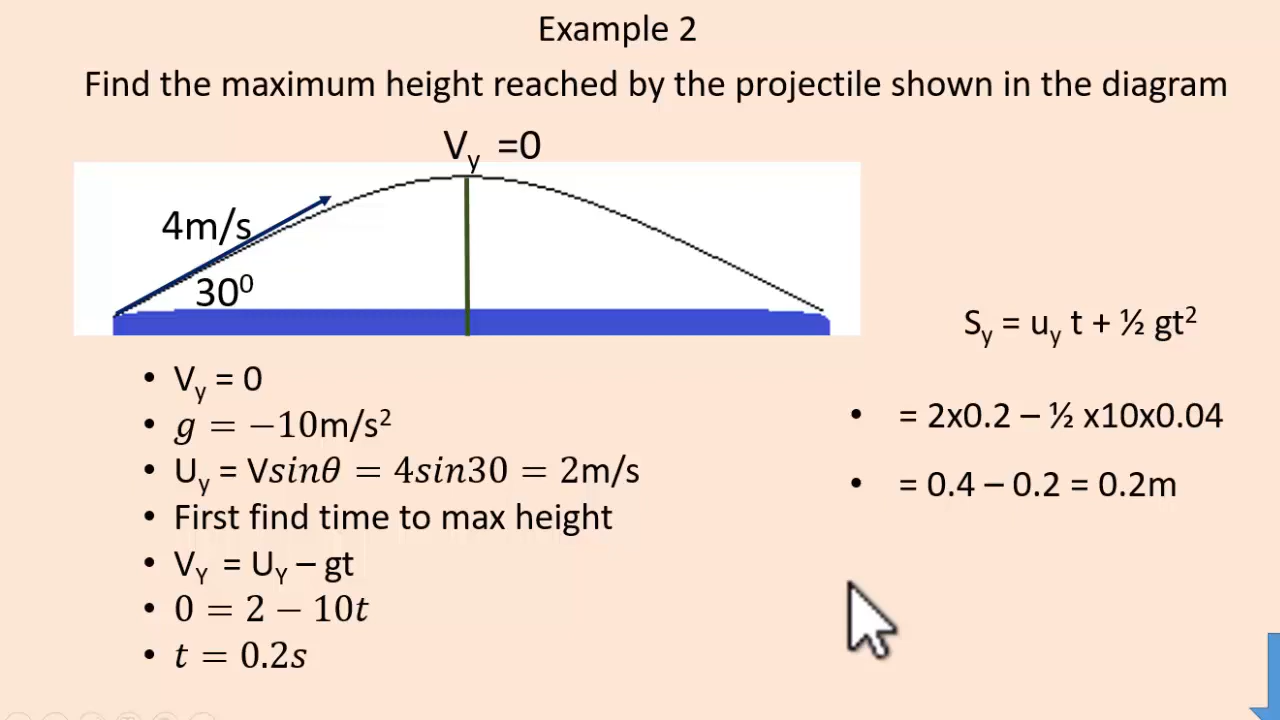 Example 2
Find the maximum height reached by the projectile shown in the diagram
Vy =0
4m/s
30⁰
• Vy = 0
• g = −10m/s²
• Uy = Vsinθ = 4sin30 = 2m/s
• First find time to max height
• VY = UY – gt
• 0 = 2 − 10t
• t = 0.2s
Sy = uy t + ½ gt²
• = 2x0.2 – ½ x10x0.04
• = 0.4 – 0.2 = 0.2m